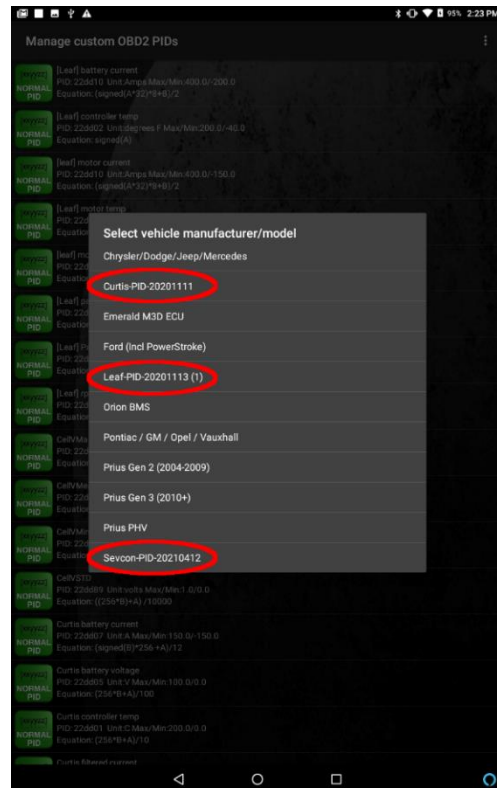 95% 2:23 PM
Manage custom OBD2 PIDs
[Leaf] battery current
PID: 22dd10 Unit:Amps Max/Min:400.0/-200.0
NORMAL PID
Equation: (signed(A*32)*8+B)/2
[Leaf] controller temp
PID: 22dd02 Unit:degrees F Max/Min:200.0/-40.0
NORMAL PID
Equation: signed(A)
[leaf] motor current
PID: 22dd10 Unit:Amps Max/Min:400.0/-150.0
NORMAL PID
Equation: (signed(A*32)*8+B)/2
[Leaf] motor temp
NORMAL PID
Select vehicle manufacturer/model
Chrysler/Dodge/Jeep/Mercedes
Curtis-PID-20201111
Emerald M3D ECU
Ford (Incl PowerStroke)
Leaf-PID-20201113 (1)
Orion BMS
Pontiac / GM / Opel / Vauxhall
Prius Gen 2 (2004-2009)
Prius Gen 3 (2010+)
Prius PHV
Sevcon-PID-20210412
CellVSTD
PID: 22dd89 Unit:volts Max/Min:1.0/0.0
NORMAL PID
Equation: ((256*B)+A) /10000
Curtis battery current
PID: 22dd07 Unit:A Max/Min:150.0/-150.0
NORMAL PID
Equation: (signed(B)*256 +A)/12
Curtis battery voltage
PID: 22dd05 Unit:V Max/Min:100.0/0.0
NORMAL PID
Equation: (256*B+A)/100
Curtis controller temp
PID: 22dd01 Unit:C Max/Min:200.0/0.0
NORMAL PID
Equation: (256*B+A)/10
Curtis filtered current